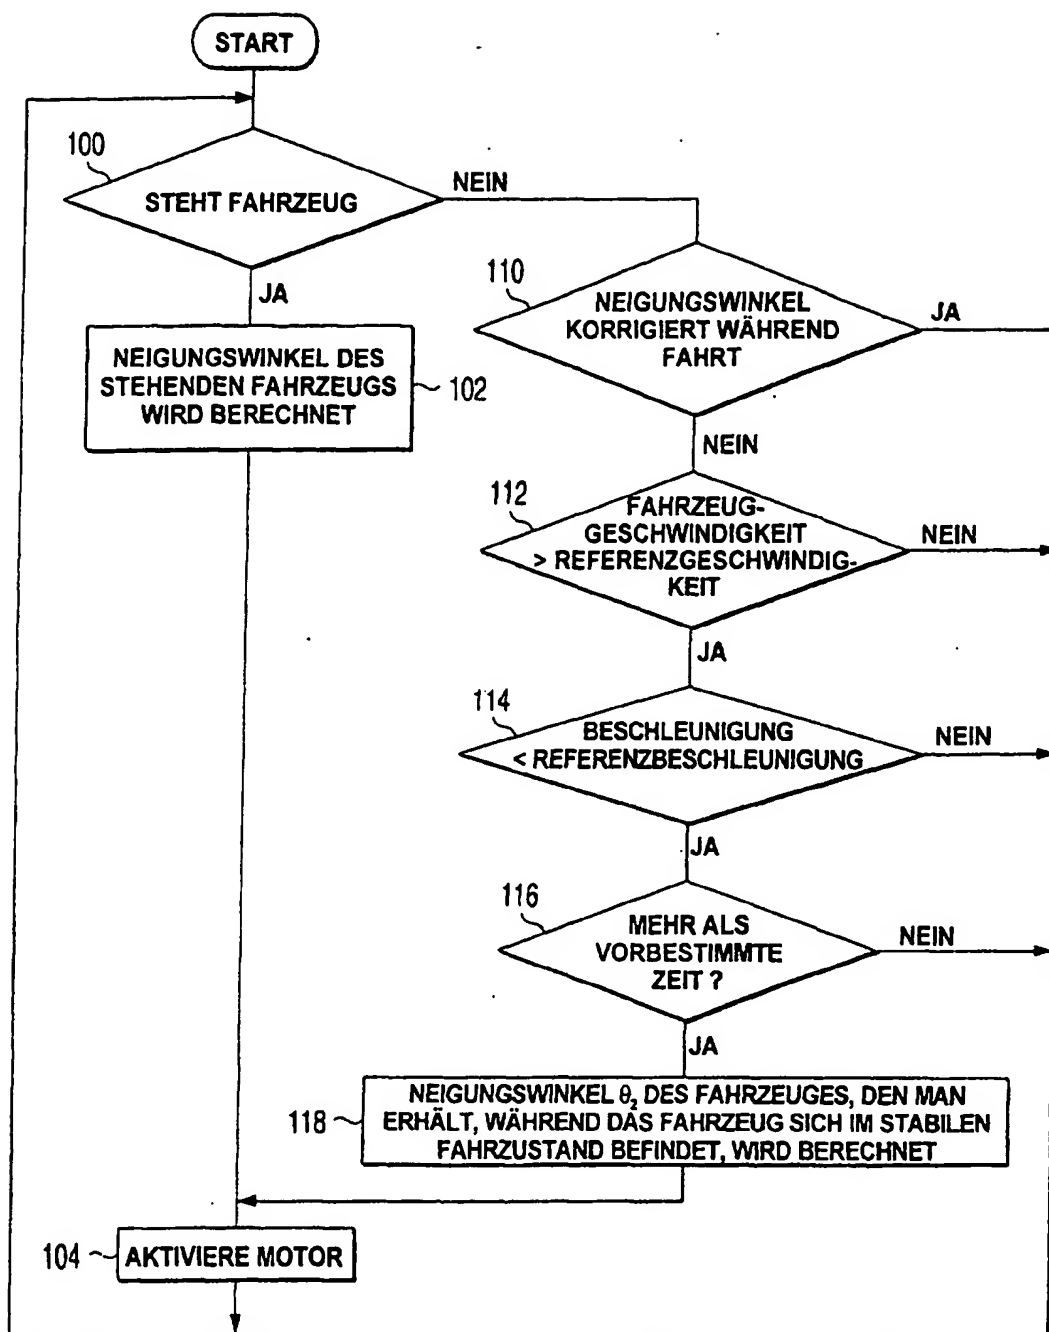 START
100
STEHT FAHRZEUG
NEIN
JA
NEIGUNGSWINKEL DES
STEHENDEN FAHRZEUGS
WIRD BERECHNET
102
110
NEIGUNGSWINKEL
KORRIGIERT WÄHREND
FAHRT
JA
NEIN
112
FAHRZEUG-
GESCHWINDIGKEIT
> REFERENZGESCHWINDIG-
KEIT
NEIN
JA
114
BESCHLEUNIGUNG
< REFERENZBESCHLEUNIGUNG
NEIN
JA
116
MEHR ALS
VORBESTIMMTE
ZEIT ?
NEIN
JA
118
NEIGUNGSWINKEL θ₂ DES FAHRZEUGES, DEN MAN
ERHÄLT, WÄHREND DAS FAHRZEUG SICH IM STABILEN
FAHRZUSTAND BEFINDET, WIRD BERECHNET
104
AKTIVIERE MOTOR